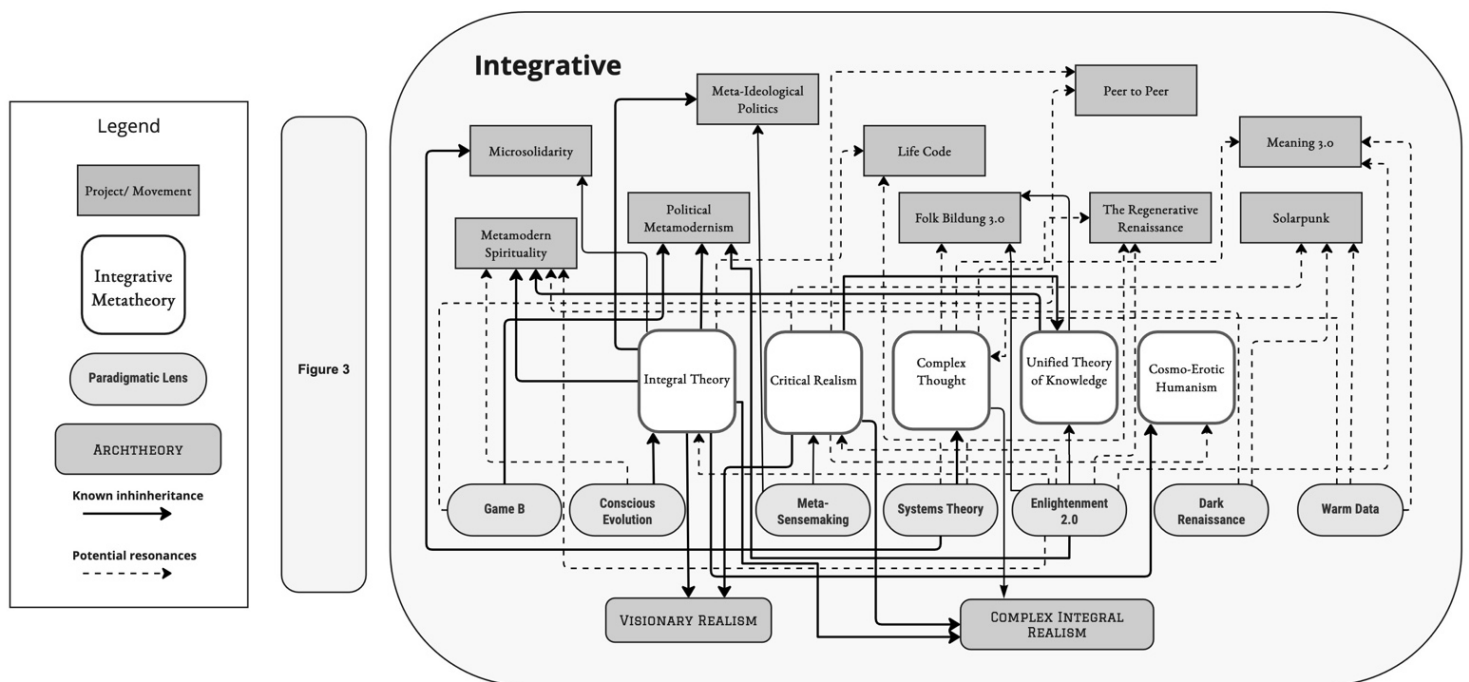 Legend
Project/ Movement
Integrative
Metatheory
Paradigmatic Lens
ARCHTHEORY
Known inhinheritance
Potential resonances
Figure 3
Integrative
Meta-Ideological
Politics
Peer to Peer
Microsolidarity
Life Code
Meaning 3.0
Metamodern
Spirituality
Political
Metamodernism
Folk Bildung 3.0
The Regenerative
Renaissance
Solarpunk
Integral Theory
Critical Realism
Complex
Thought
Unified Theory
of Knowledge
Cosmo-Erotic
Humanism
Game B
Conscious
Evolution
Meta-
Sensemaking
Systems Theory
Enlightenment
2.0
Dark
Renaissance
Warm Data
VISIONARY REALISM
COMPLEX INTEGRAL
REALISM